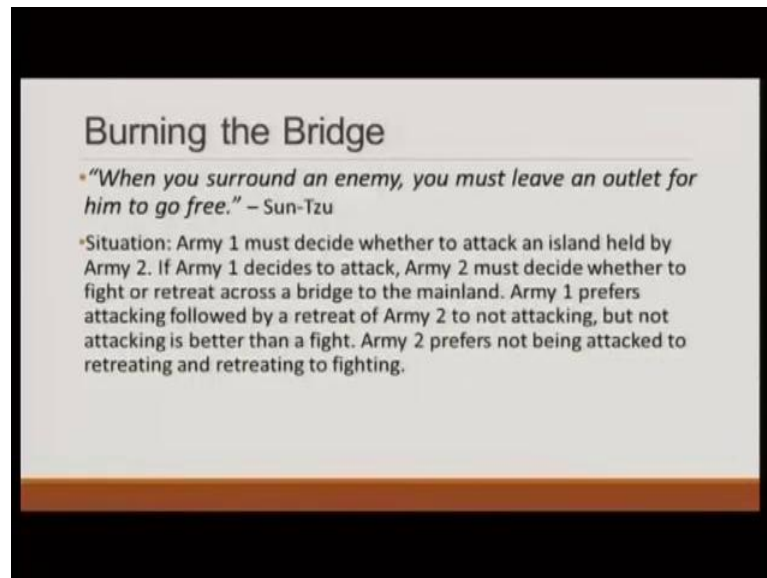 Burning the Bridge
•"When you surround an enemy, you must leave an outlet for
him to go free." – Sun-Tzu
•Situation: Army 1 must decide whether to attack an island held by
Army 2. If Army 1 decides to attack, Army 2 must decide whether to
fight or retreat across a bridge to the mainland. Army 1 prefers
attacking followed by a retreat of Army 2 to not attacking, but not
attacking is better than a fight. Army 2 prefers not being attacked to
retreating and retreating to fighting.